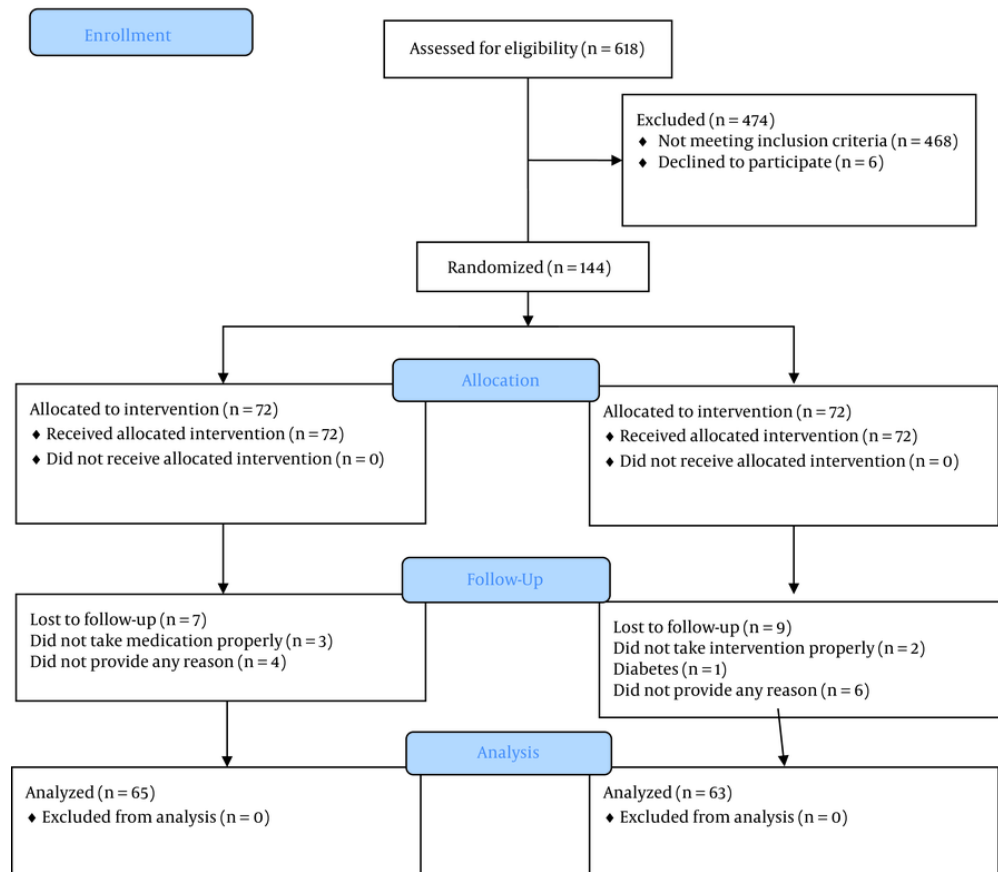 Enrollment
Assessed for eligibility (n = 618)
Excluded (n = 474)
♦ Not meeting inclusion criteria (n = 468)
♦ Declined to participate (n = 6)
Randomized (n = 144)
Allocation
Allocated to intervention (n = 72)
♦ Received allocated intervention (n = 72)
♦ Did not receive allocated intervention (n = 0)
Allocated to intervention (n = 72)
♦ Received allocated intervention (n = 72)
♦ Did not receive allocated intervention (n = 0)
Follow-Up
Lost to follow-up (n = 7)
Did not take medication properly (n = 3)
Did not provide any reason (n = 4)
Lost to follow-up (n = 9)
Did not take intervention properly (n = 2)
Diabetes (n = 1)
Did not provide any reason (n = 6)
Analysis
Analyzed (n = 65)
♦ Excluded from analysis (n = 0)
Analyzed (n = 63)
♦ Excluded from analysis (n = 0)